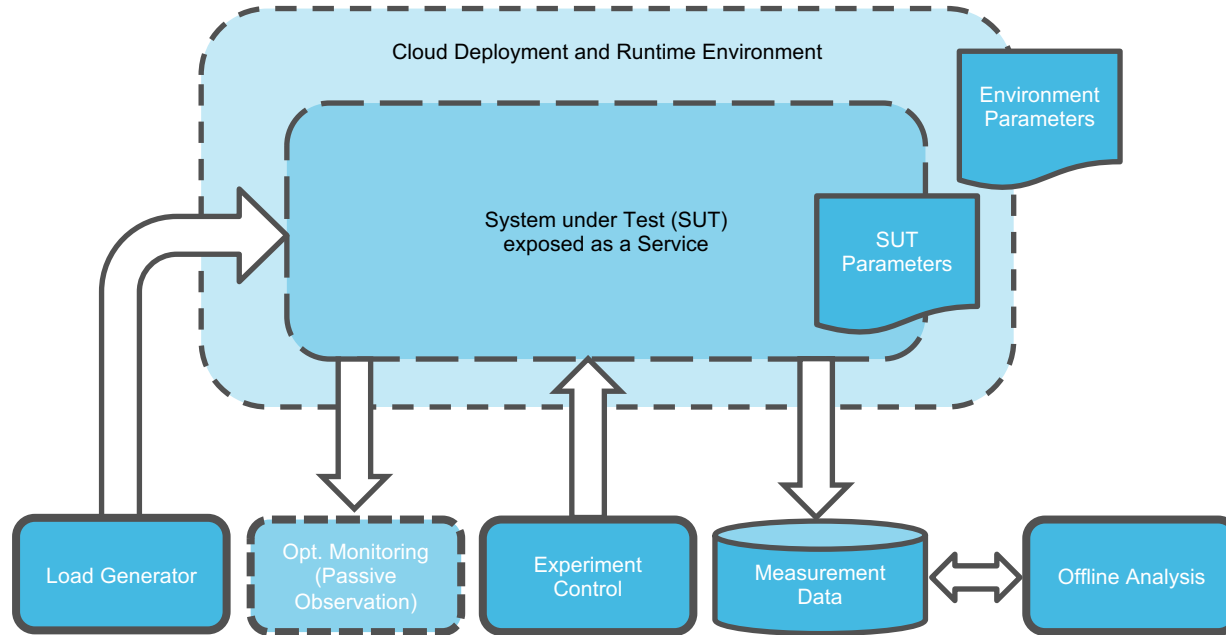 Cloud Deployment and Runtime Environment
Environment
Parameters
System under Test (SUT)
exposed as a Service
SUT
Parameters
Load Generator
Opt. Monitoring
(Passive
Observation)
Experiment
Control
Measurement
Data
Offline Analysis